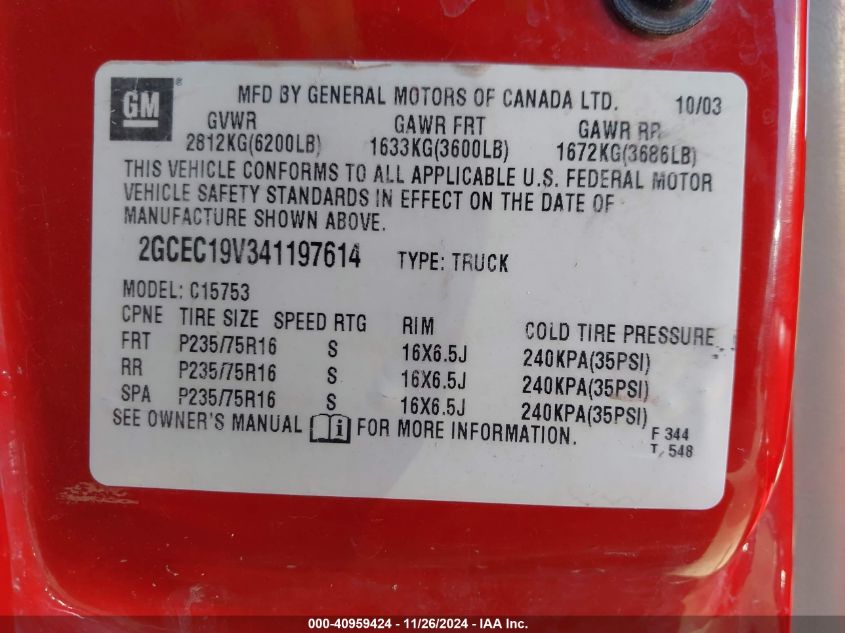 GM ® MFD BY GENERAL MOTORS OF CANADA LTD. 10/03
GVWR GAWR FRT GAWR RR
2812KG(6200LB) 1633KG(3600LB) 1672KG(3686LB)
THIS VEHICLE CONFORMS TO ALL APPLICABLE U.S. FEDERAL MOTOR
VEHICLE SAFETY STANDARDS IN EFFECT ON THE DATE OF
MANUFACTURE SHOWN ABOVE.
2GCEC19V341197614 TYPE: TRUCK
MODEL: C15753
CPNE TIRE SIZE SPEED RTG RIM COLD TIRE PRESSURE
FRT P235/75R16 S 16X6.5J 240KPA(35PSI)
RR P235/75R16 S 16X6.5J 240KPA(35PSI)
SPA P235/75R16 S 16X6.5J 240KPA(35PSI)
SEE OWNER'S MANUAL i FOR MORE INFORMATION. F 344
T 548
000-40959424 - 11/26/2024 - IAA Inc.